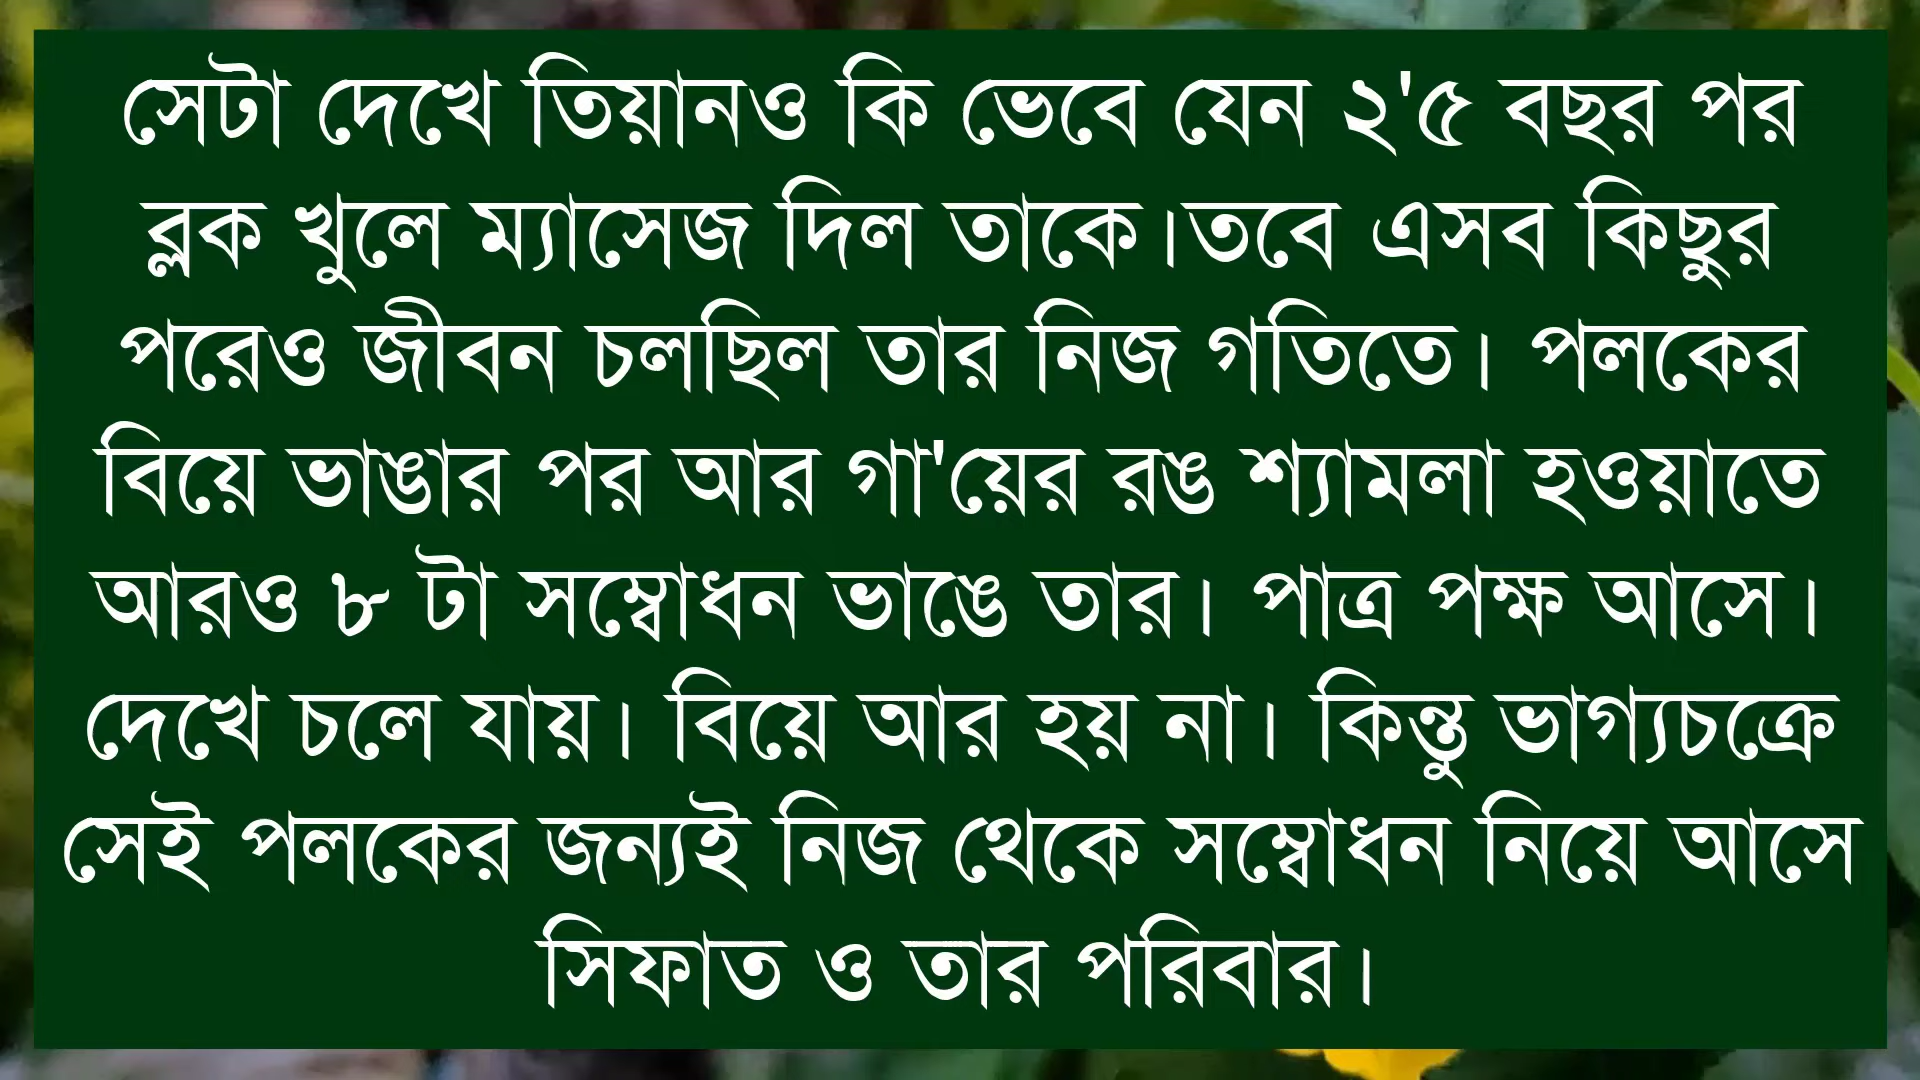 সেটা দেখে তিয়ানও কি ভেবে যেন ২'৫ বছর পর
ব্লক খুলে ম্যাসেজ দিল তাকে।তবে এসব কিছুর
পরেও জীবন চলছিল তার নিজ গতিতে। পলকের
বিয়ে ভাঙার পর আর গা'য়ের রঙ শ্যামলা হওয়াতে
আরও ৮ টা সম্বোধন ভাঙে তার। পাত্র পক্ষ আসে।
দেখে চলে যায়। বিয়ে আর হয় না। কিন্তু ভাগ্যচক্রে
সেই পলকের জন্যই নিজ থেকে সম্বোধন নিয়ে আসে
সিফাত ও তার পরিবার।